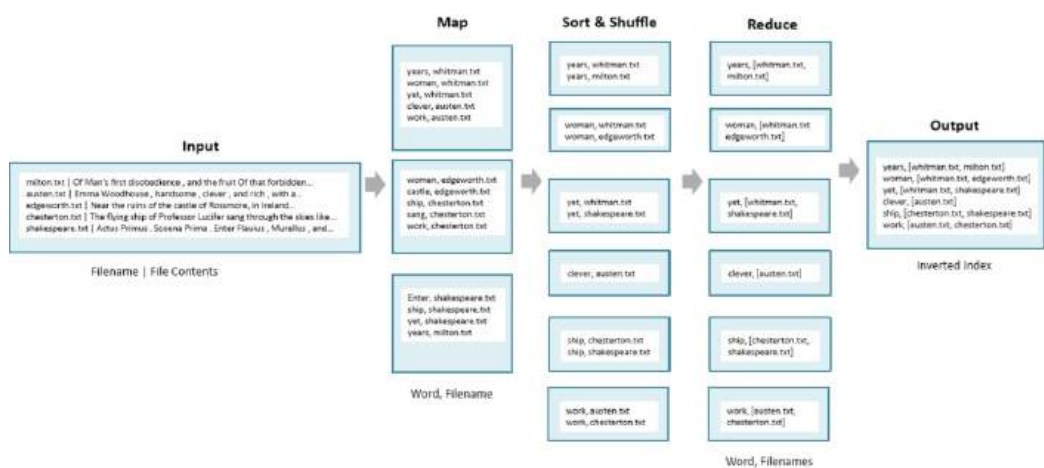 Map
Sort & Shuffle
Reduce
Input
Output
milton.txt | Of Man's first disobedience , and the fruit Of that forbidden...
austen.txt | Emma Woodhouse , handsome , clever , and rich , with a...
edgeworth.txt | Near the ruins of the castle of Rossmore, in Ireland...
chesterton.txt | The flying ship of Professor Lucifer sang through the skies like...
shakespeare.txt | Actus Primus . Scoena Prima . Enter Flauius , Murellus , and...
Filename | File Contents
years, whitman.txt
women, whitman.txt
yet, whitman.txt
clever, austen.txt
work, austen.txt
women, edgeworth.txt
castle, edgeworth.txt
ship, chesterton.txt
sang, chesterton.txt
work, chesterton.txt
Enter, shakespeare.txt
ship, shakespeare.txt
yet, shakespeare.txt
years, milton.txt
Word, Filename
years, whitman.txt
years, milton.txt
woman, whitman.txt
woman, edgeworth.txt
yet, whitman.txt
yet, shakespeare.txt
clever, austen.txt
ship, chesterton.txt
ship, shakespeare.txt
work, austen.txt
work, chesterton.txt
years, [whitman.txt,
milton.txt]
woman, [whitman.txt
edgeworth.txt]
yet, [whitman.txt,
shakespeare.txt]
clever, [austen.txt]
ship, [chesterton.txt,
shakespeare.txt]
work, [austen.txt,
chesterton.txt]
Word, Filenames
years, [whitman.txt, milton.txt]
women, [whitman.txt, edgeworth.txt]
yet, [whitman.txt, shakespeare.txt]
clever, [austen.txt]
ship, [chesterton.txt, shakespeare.txt]
work, [austen.txt, chesterton.txt]
Inverted Index